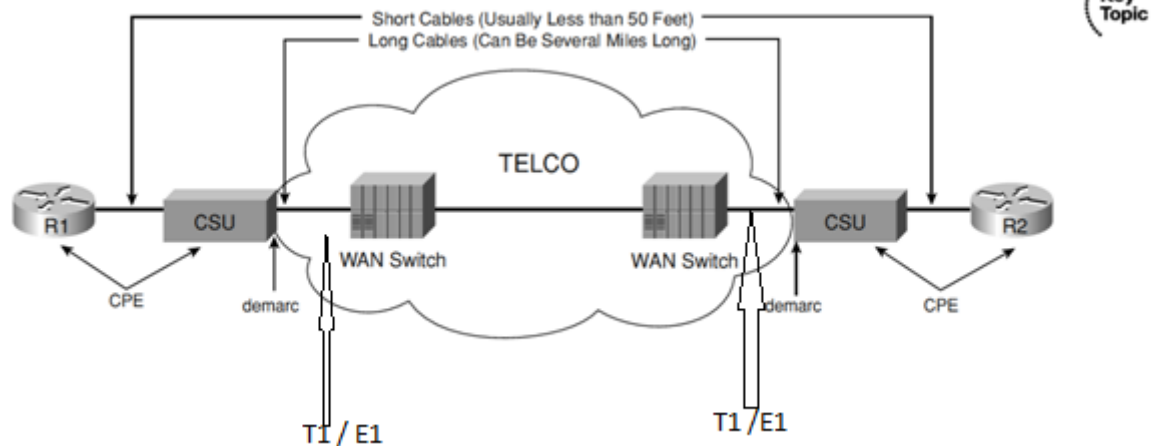 Key
Topic
Short Cables (Usually Less than 50 Feet)
Long Cables (Can Be Several Miles Long)
TELCO
R1
CSU
WAN Switch
WAN Switch
CSU
R2
CPE
demarc
demarc
CPE
T1 / E1
T1 /E1